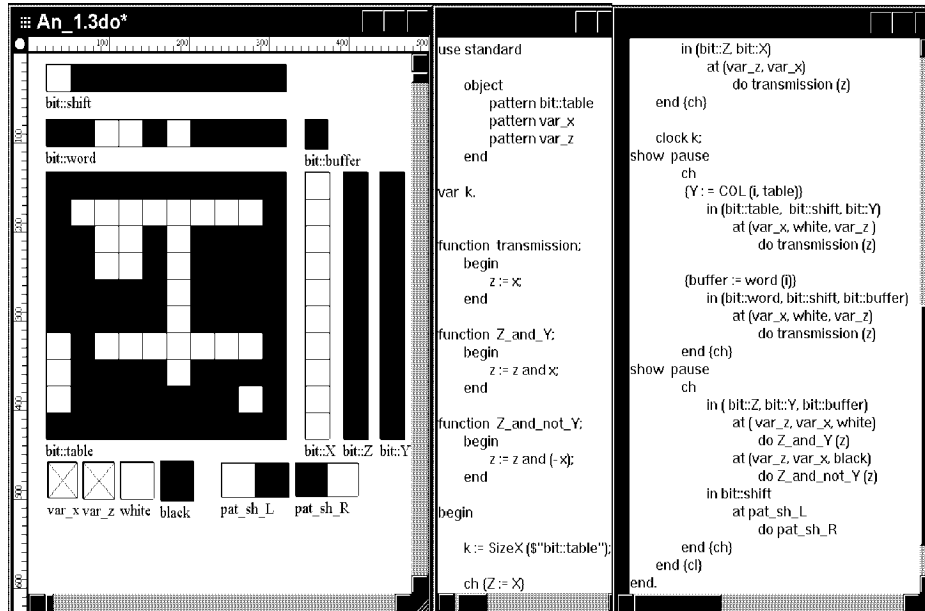 An_1.3do*
100
200
300
400
500
100
200
300
400
500
600
bit::shift
bit::word
bit::buffer
bit::table
bit::X bit::Z bit::Y
var_x var_z white black pat_sh_L pat_sh_R
use standard
object
pattern bit::table
pattern var_x
pattern var_z
end
var k.
function transmission;
begin
z := x;
end
function Z_and_Y;
begin
z := z and x;
end
function Z_and_not_Y;
begin
z := z and (-x);
end
begin
k := SizeX ($"bit::table");
ch {Z := X}
in (bit::Z, bit::X)
at (var_z, var_x)
do transmission (z)
end {ch}
clock k;
show pause
ch
{Y := COL (i, table)}
in (bit::table, bit::shift, bit::Y)
at (var_x, white, var_z )
do transmission (z)
{buffer := word (i)}
in (bit::word, bit::shift, bit::buffer)
at (var_x, white, var_z)
do transmission (z)
end {ch}
show pause
ch
in ( bit::Z, bit::Y, bit::buffer)
at ( var_z, var_x, white)
do Z_and_Y (z)
at (var_z, var_x, black)
do Z_and_not_Y (z)
in bit::shift
at pat_sh_L
do pat_sh_R
end {ch}
end {cl}
end.